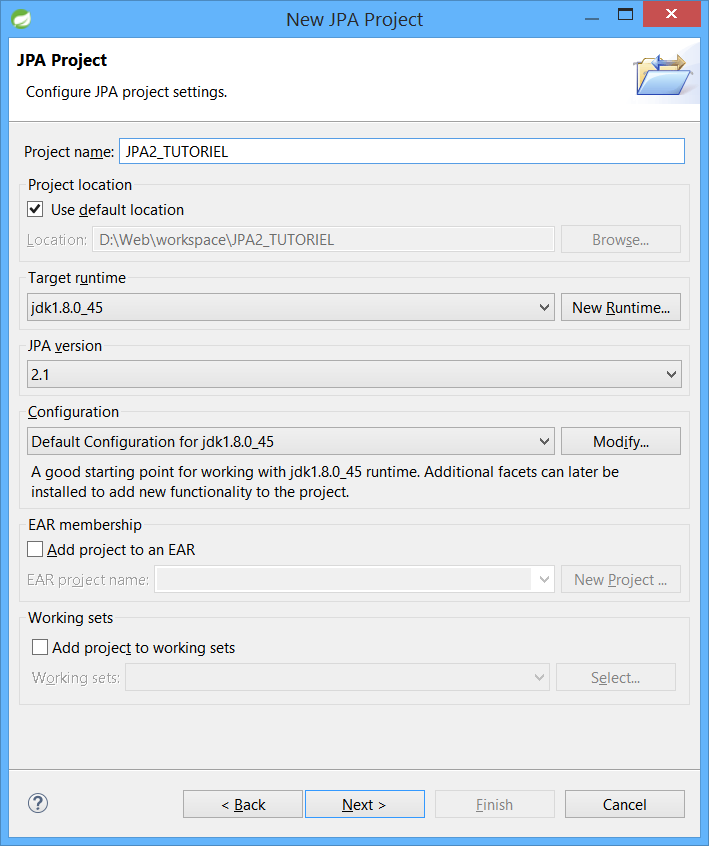 New JPA Project
JPA Project
Configure JPA project settings.
Project name: JPA2_TUTORIEL
Project location
Use default location
Location: D:\Web\workspace\JPA2_TUTORIEL Browse...
Target runtime
jdk1.8.0_45 New Runtime...
JPA version
2.1
Configuration
Default Configuration for jdk1.8.0_45 Modify...
A good starting point for working with jdk1.8.0_45 runtime. Additional facets can later be
installed to add new functionality to the project.
EAR membership
Add project to an EAR
EAR project name: New Project ...
Working sets
Add project to working sets
Working sets: Select...
? < Back Next > Finish Cancel